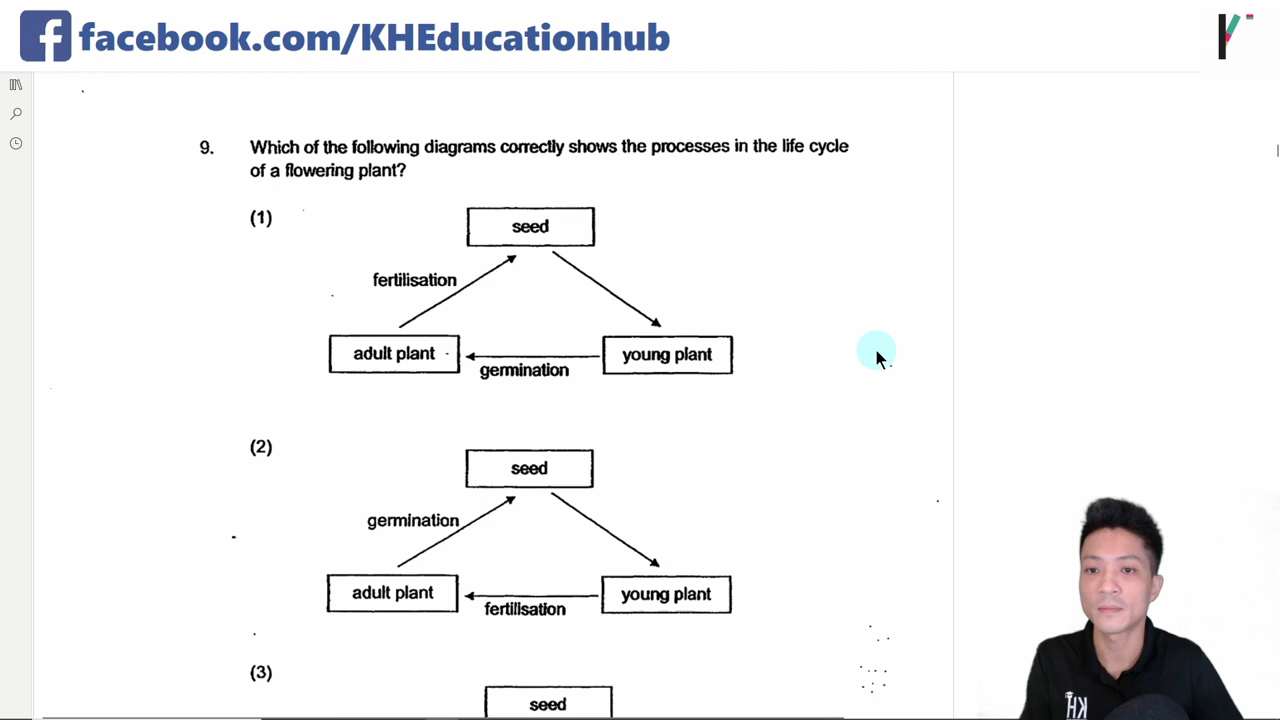 facebook.com/KHEducationhub
9. Which of the following diagrams correctly shows the processes in the life cycle
of a flowering plant?
(1)
seed
fertilisation
adult plant
young plant
germination
(2)
seed
germination
adult plant
young plant
fertilisation
(3)
seed
KH